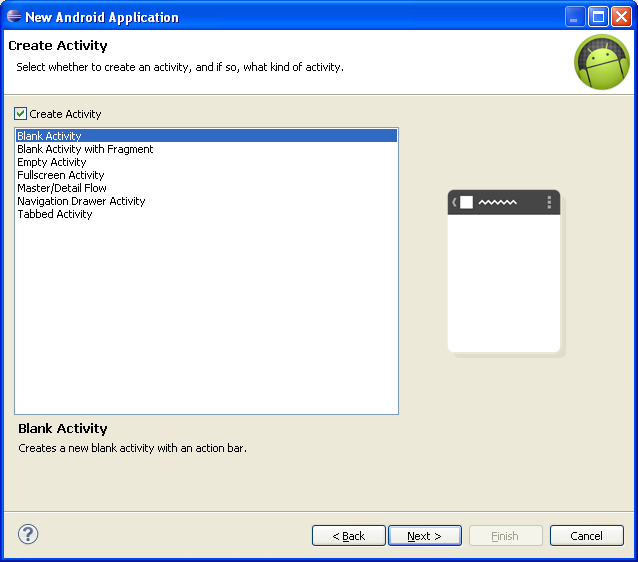 New Android Application
Create Activity
Select whether to create an activity, and if so, what kind of activity.
Create Activity
Blank Activity
Blank Activity with Fragment
Empty Activity
Fullscreen Activity
Master/Detail Flow
Navigation Drawer Activity
Tabbed Activity
Blank Activity
Creates a new blank activity with an action bar.
? < Back Next > Finish Cancel